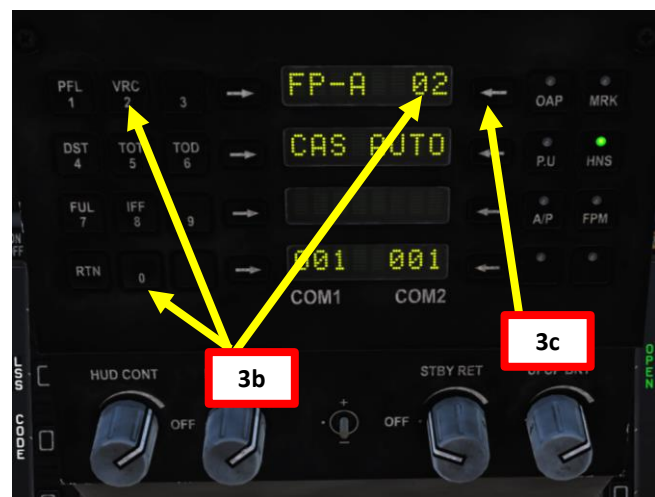 PFL VRC
1 2 3
FP-A 02
OAP MRK
DST TOT TOD
4 5 6
CAS AUTO
P.U HNS
FUL IFF
7 8 9
A/P FPM
RTN 0
001 001
COM1 COM2
3b
3c
HUD CONT
STBY RET
OFF
OFF
ON
OFF
LSS
CODE
OPEN